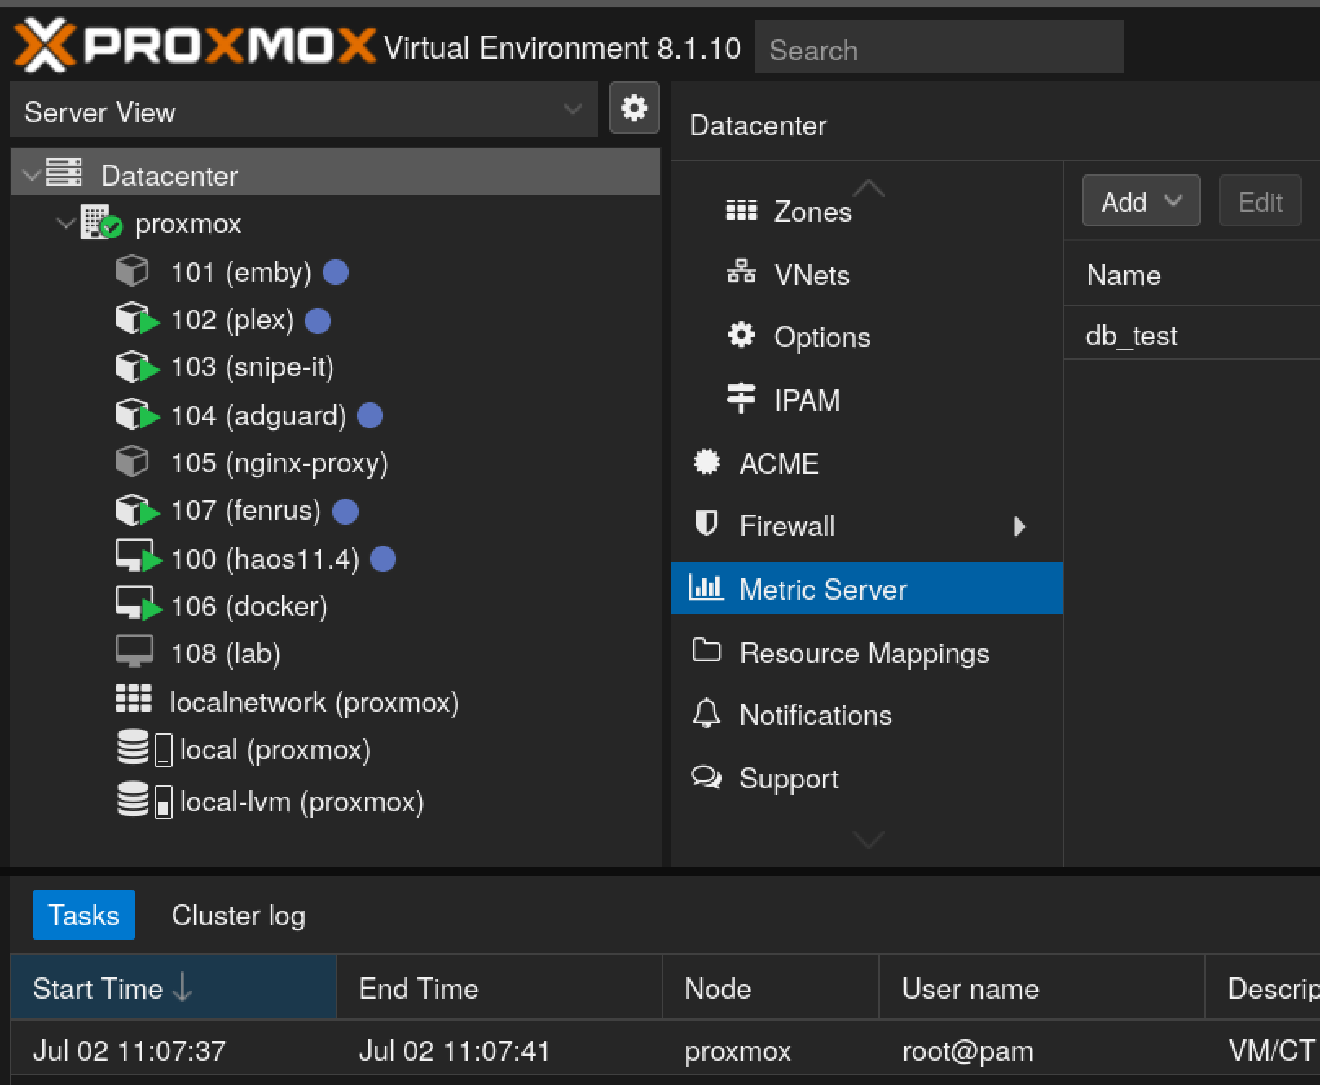 PROXMOX Virtual Environment 8.1.10 Search
Server View
Datacenter
proxmox
101 (emby)
102 (plex)
103 (snipe-it)
104 (adguard)
105 (nginx-proxy)
107 (fenrus)
100 (haos11.4)
106 (docker)
108 (lab)
localnetwork (proxmox)
local (proxmox)
local-lvm (proxmox)
Datacenter
Zones
VNets
Options
IPAM
ACME
Firewall
Metric Server
Resource Mappings
Notifications
Support
Add Edit
Name
db_test
Tasks Cluster log
Start Time End Time Node User name Descrip
Jul 02 11:07:37 Jul 02 11:07:41 proxmox root@pam VM/CT